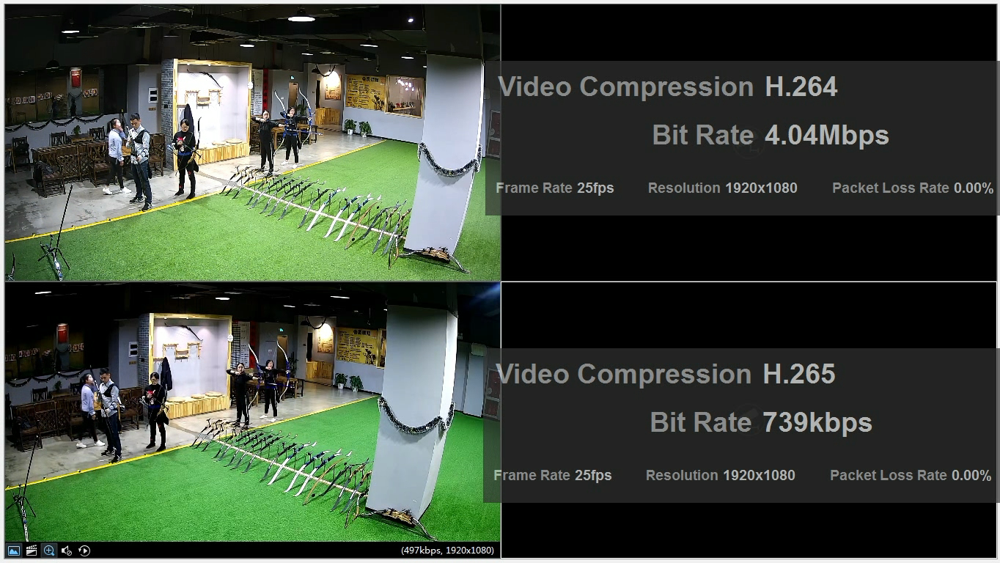 Video Compression H.264
Bit Rate 4.04Mbps
Frame Rate 25fps Resolution 1920x1080 Packet Loss Rate 0.00%
Video Compression H.265
Bit Rate 739kbps
Frame Rate 25fps Resolution 1920x1080 Packet Loss Rate 0.00%
(497kbps, 1920x1080)